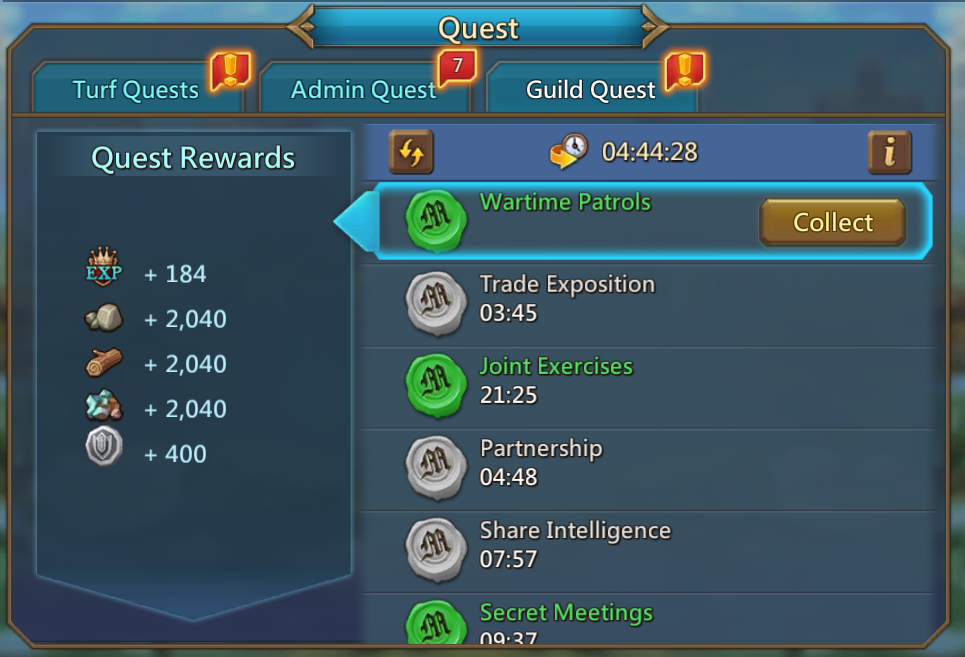 Quest
Turf Quests
Admin Quest
7
Guild Quest
Quest Rewards
EXP + 184
+ 2,040
+ 2,040
+ 2,040
+ 400
04:44:28
i
Wartime Patrols
Collect
Trade Exposition
03:45
Joint Exercises
21:25
Partnership
04:48
Share Intelligence
07:57
Secret Meetings
09:37